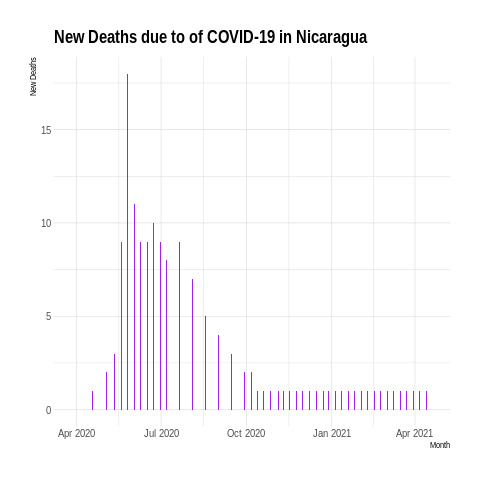 New Deaths due to of COVID-19 in Nicaragua
New Deaths
15
10
5
0
Apr 2020 Jul 2020 Oct 2020 Jan 2021 Apr 2021
Month